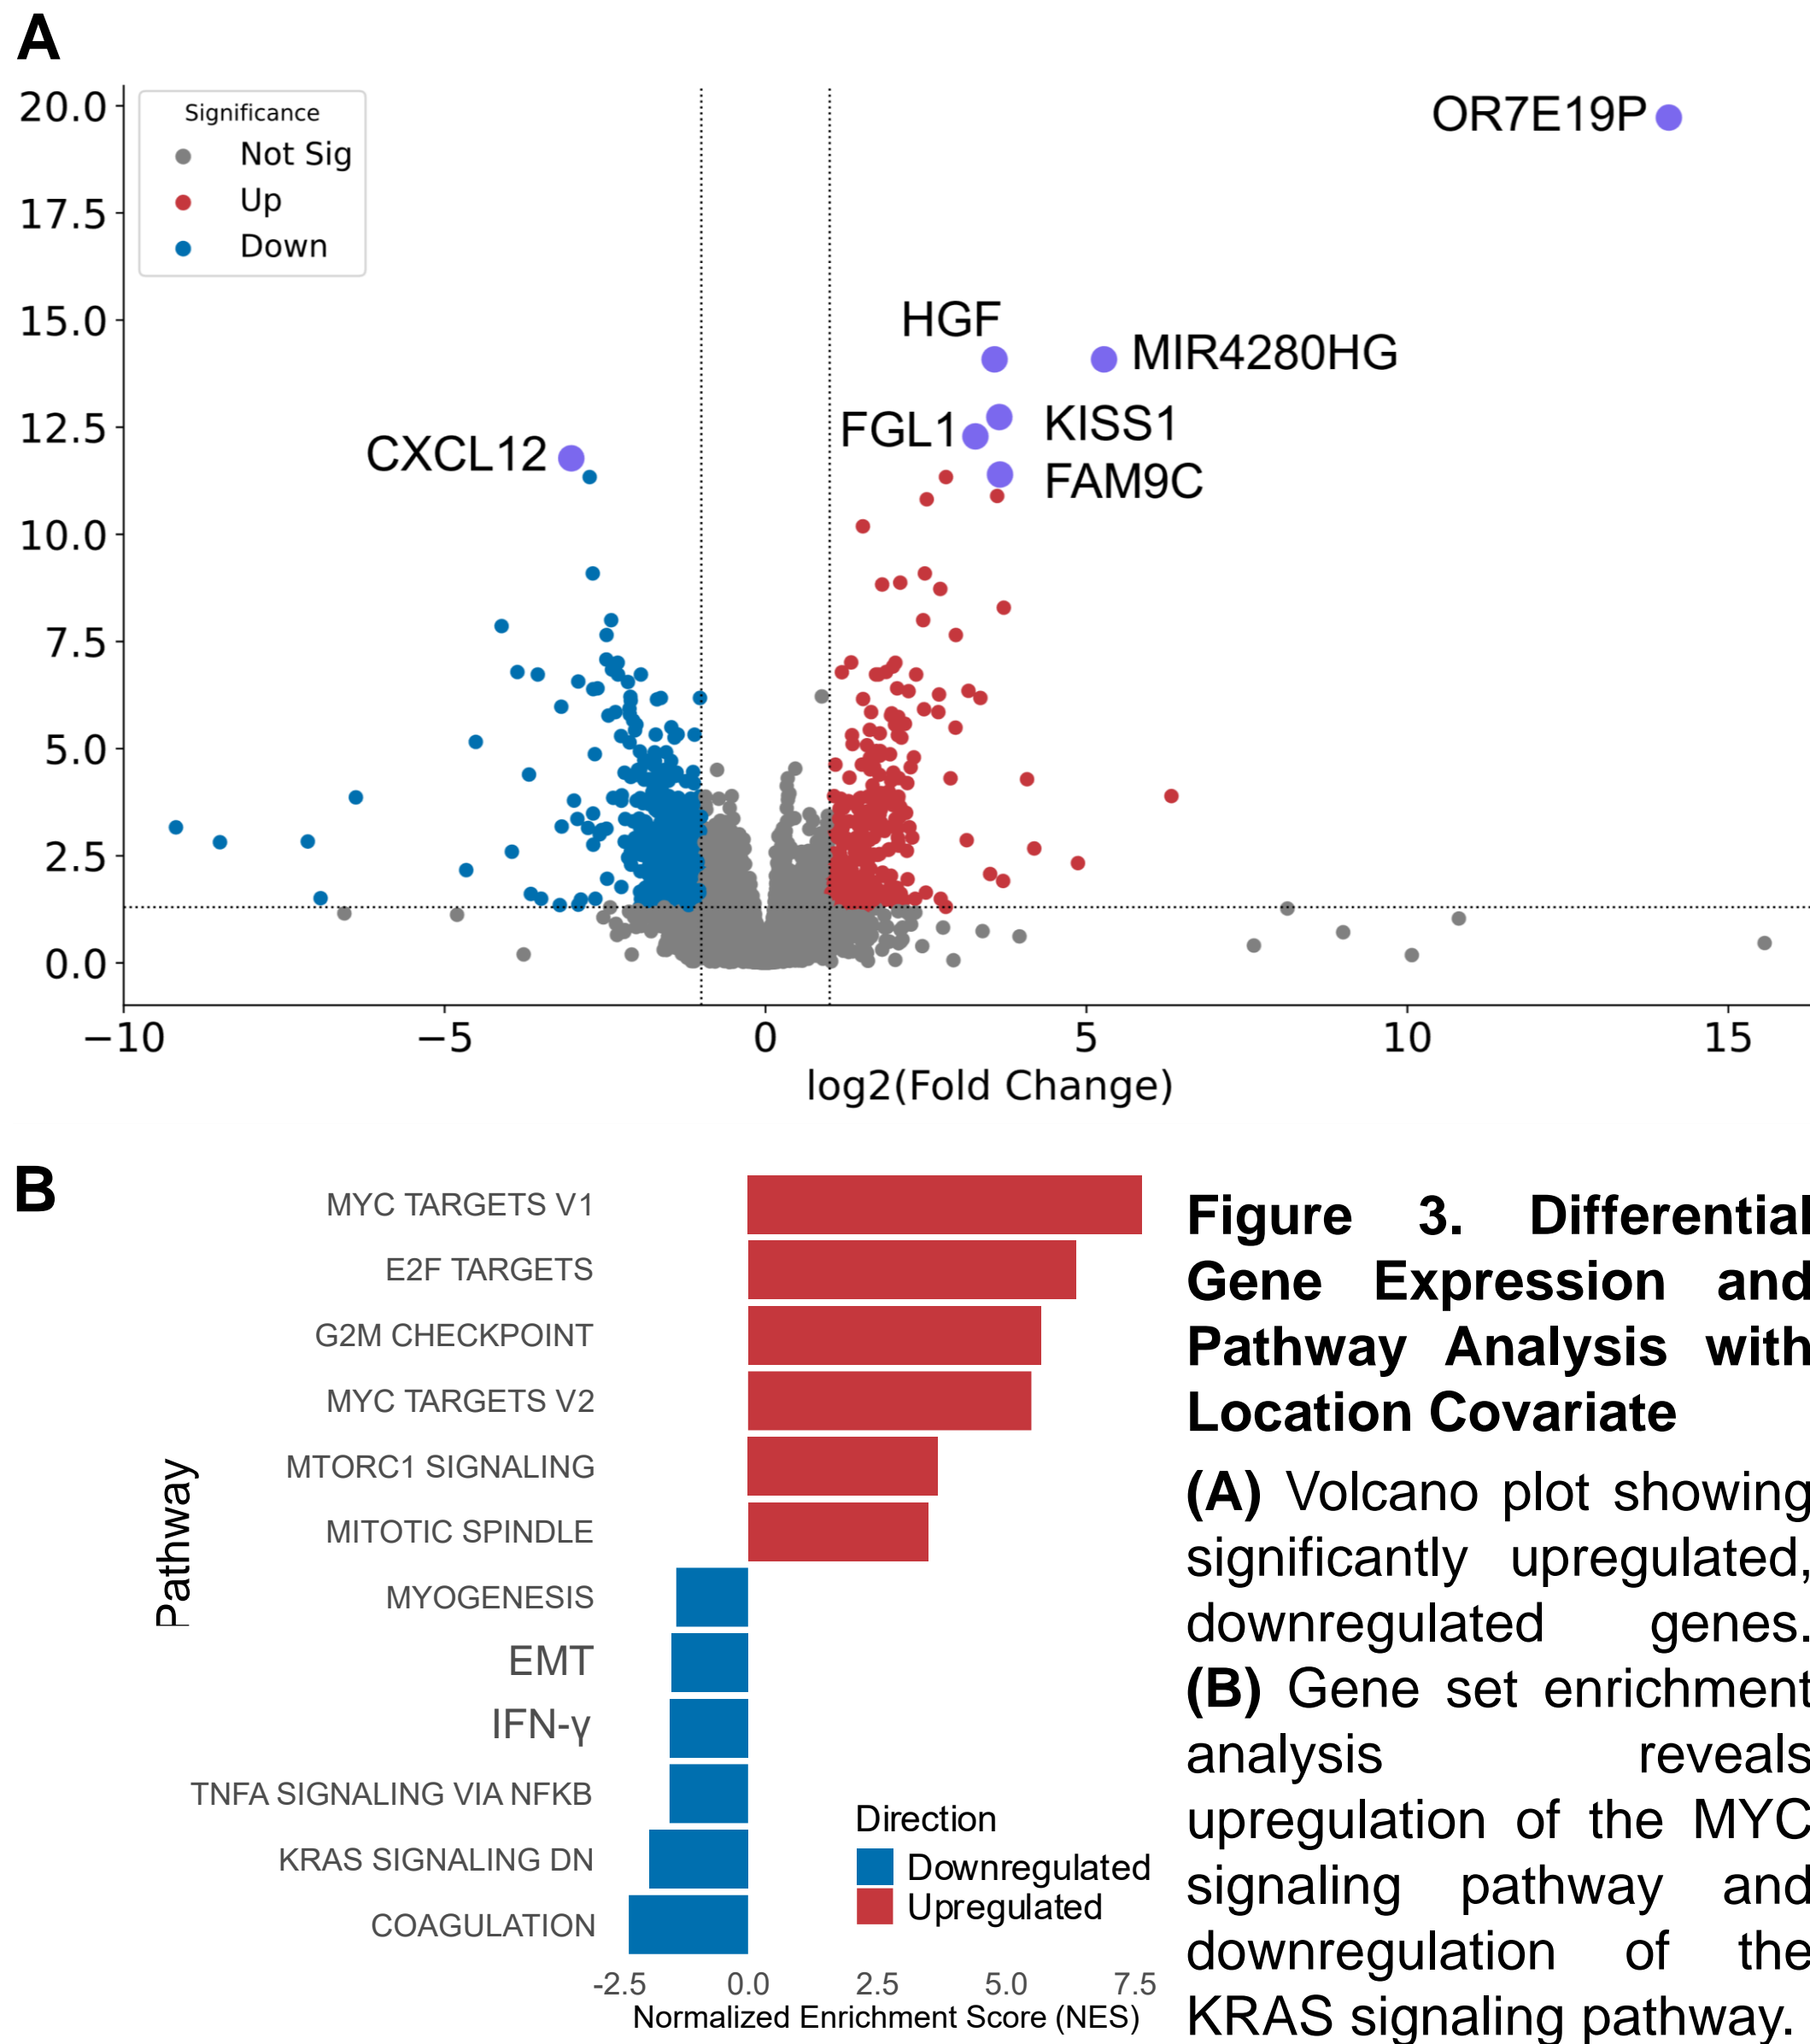 A
20.0
17.5
15.0
12.5
10.0
7.5
5.0
2.5
0.0
Significance
Not Sig
Up
Down
OR7E19P
HGF
MIR4280HG
KISS1
FGL1
CXCL12
FAM9C
−10
−5
0
5
10
15
log2(Fold Change)
B
Pathway
MYC TARGETS V1
E2F TARGETS
G2M CHECKPOINT
MYC TARGETS V2
MTORC1 SIGNALING
MITOTIC SPINDLE
MYOGENESIS
EMT
IFN-γ
TNFA SIGNALING VIA NFKB
KRAS SIGNALING DN
COAGULATION
Direction
Downregulated
Upregulated
-2.5
0.0
2.5
5.0
7.5
Normalized Enrichment Score (NES)
Figure 3. Differential
Gene Expression and
Pathway Analysis with
Location Covariate
(A) Volcano plot showing
significantly upregulated,
downregulated genes.
(B) Gene set enrichment
analysis reveals
upregulation of the MYC
signaling pathway and
downregulation of the
KRAS signaling pathway.